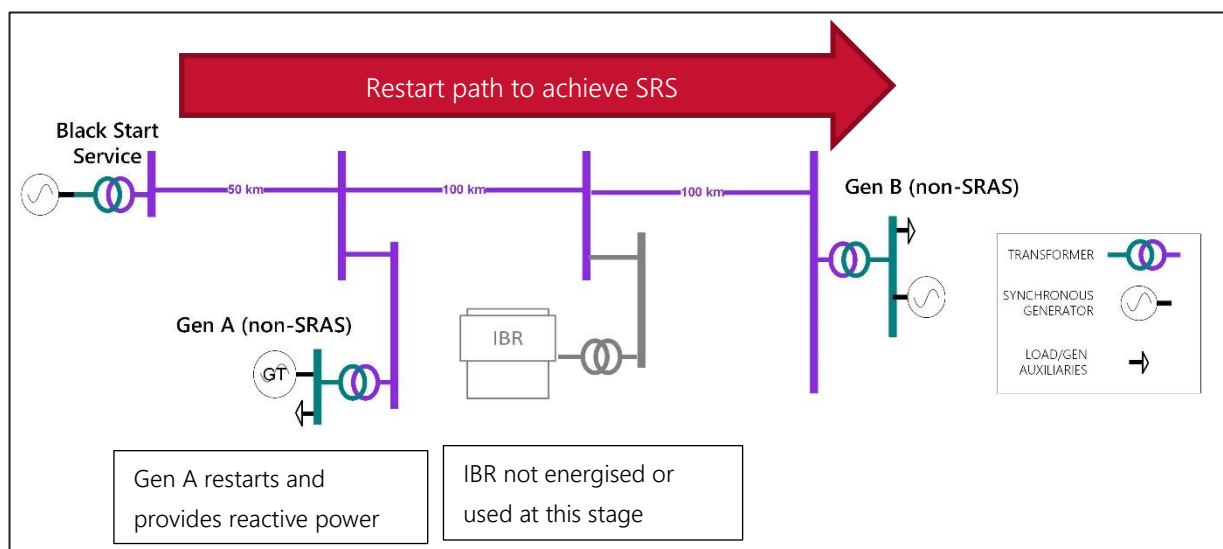 Restart path to achieve SRS
Black Start
Service
50 km
100 km
100 km
Gen B (non-SRAS)
Gen A (non-SRAS)
GT
IBR
TRANSFORMER
SYNCHRONOUS
GENERATOR
LOAD/GEN
AUXILIARIES
Gen A restarts and
provides reactive power
IBR not energised or
used at this stage